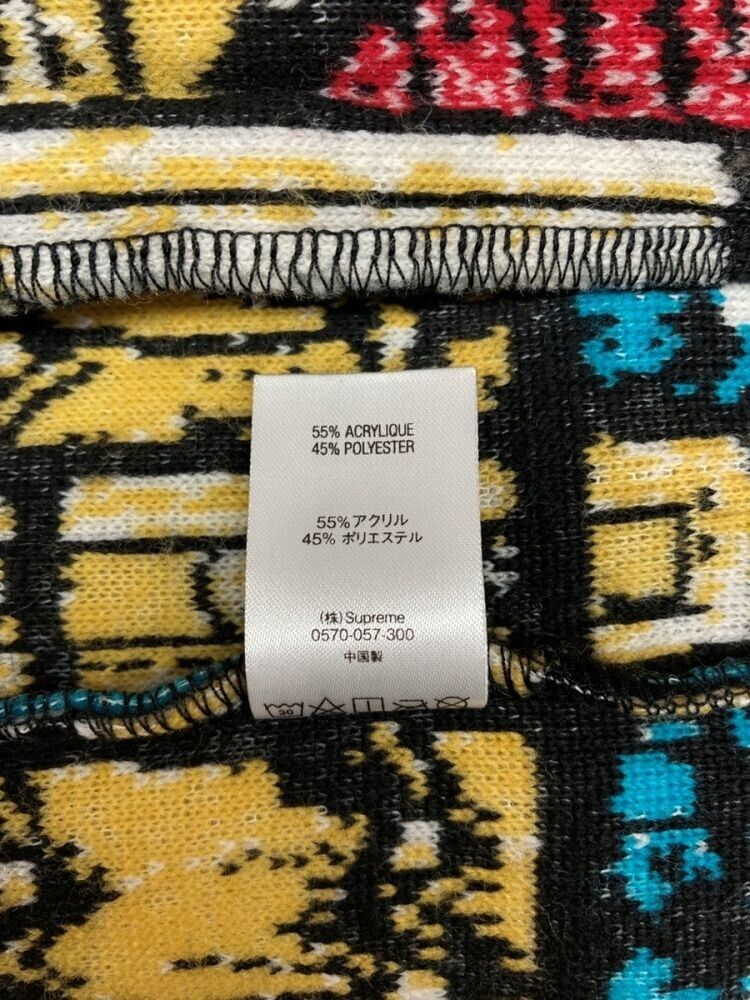 55% ACRYLIQUE
45% POLYESTER
55%アクリル
45% ポリエステル
(株)Supreme
0570-057-300
中国製
30